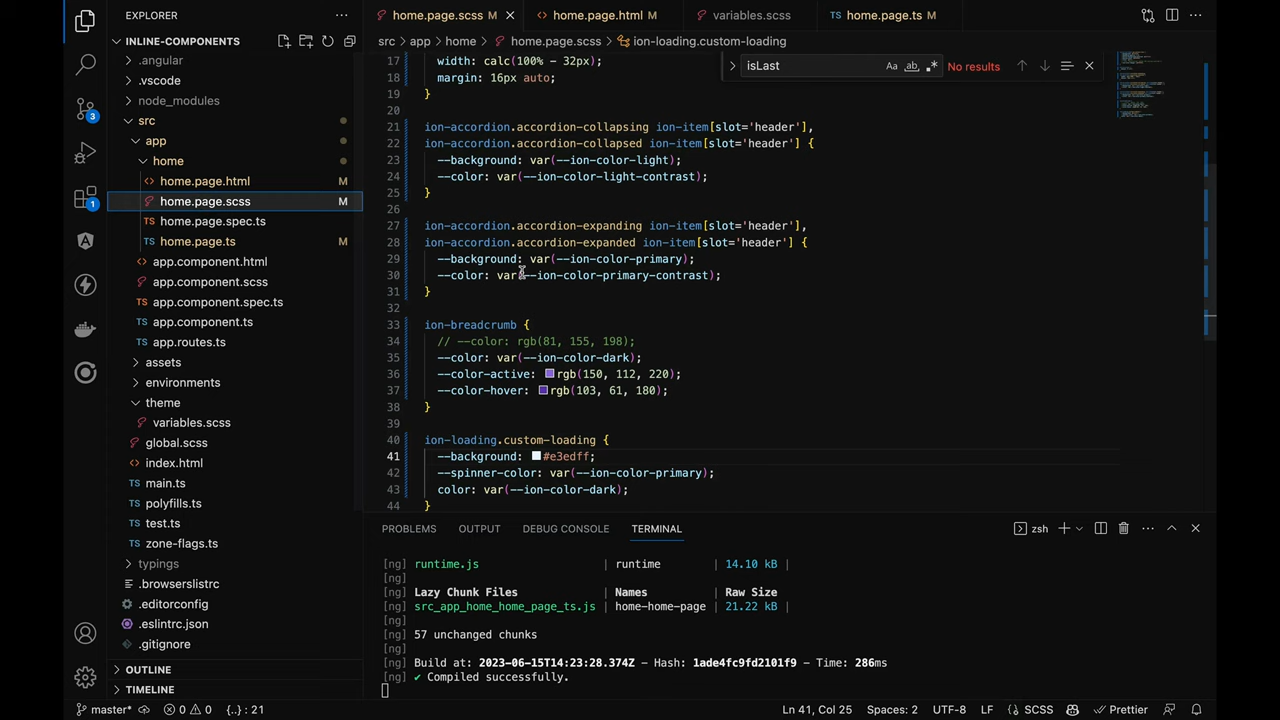 EXPLORER
INLINE-COMPONENTS
.angular
.vscode
node_modules
src
app
home
home.page.html M
home.page.scss M
home.page.spec.ts
home.page.ts M
app.component.html
app.component.scss
app.component.spec.ts
app.component.ts
app.routes.ts
assets
environments
theme
variables.scss
global.scss
index.html
main.ts
polyfills.ts
test.ts
zone-flags.ts
typings
.browserslistrc
.editorconfig
.eslintrc.json
.gitignore
OUTLINE
TIMELINE
3
1
home.page.scss M
home.page.html M
variables.scss
home.page.ts M
src > app > home > home.page.scss > ion-loading.custom-loading
isLast
Aa
ab
No results
17 width: calc(100% - 32px);
18 margin: 16px auto;
19 }
20
21 ion-accordion.accordion-collapsing ion-item[slot='header'],
22 ion-accordion.accordion-collapsed ion-item[slot='header'] {
23 --background: var(--ion-color-light);
24 --color: var(--ion-color-light-contrast);
25 }
26
27 ion-accordion.accordion-expanding ion-item[slot='header'],
28 ion-accordion.accordion-expanded ion-item[slot='header'] {
29 --background: var(--ion-color-primary);
30 --color: var(--ion-color-primary-contrast);
31 }
32
33 ion-breadcrumb {
34 // --color: rgb(81, 155, 198);
35 --color: var(--ion-color-dark);
36 --color-active: rgb(150, 112, 220);
37 --color-hover: rgb(103, 61, 180);
38 }
39
40 ion-loading.custom-loading {
41 --background: #e3edff;
42 --spinner-color: var(--ion-color-primary);
43 color: var(--ion-color-dark);
44 }
PROBLEMS OUTPUT DEBUG CONSOLE TERMINAL
zsh
[ng] runtime.js | runtime | 14.10 kB |
[ng]
[ng] Lazy Chunk Files | Names | Raw Size
[ng] src_app_home_home_page_ts.js | home-home-page | 21.22 kB |
[ng]
[ng] 57 unchanged chunks
[ng]
[ng] Build at: 2023-06-15T14:23:28.374Z - Hash: 1ade4fc9fd2101f9 - Time: 286ms
[ng] ✔ Compiled successfully.
master* 0 0 {..} : 21
Ln 41, Col 25 Spaces: 2 UTF-8 LF SCSS Prettier